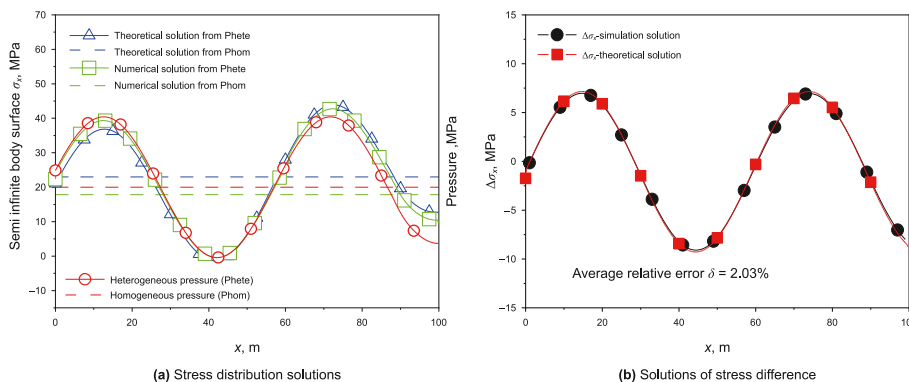 70
60
50
40
30
20
10
0
−10
Semi infinite body surface σx, MPa
Theoretical solution from Phete
Theoretical solution from Phom
Numerical solution from Phete
Numerical solution from Phom
Heterogeneous pressure (Phete)
Homogeneous pressure (Phom)
0 20 40 60 80 100
x, m
Pressure ,MPa
(a) Stress distribution solutions
15
10
5
0
−5
−10
−15
Δσx, MPa
Δσx-simulation solution
Δσx-theoretical solution
Average relative error δ = 2.03%
0 20 40 60 80 100
x, m
(b) Solutions of stress difference